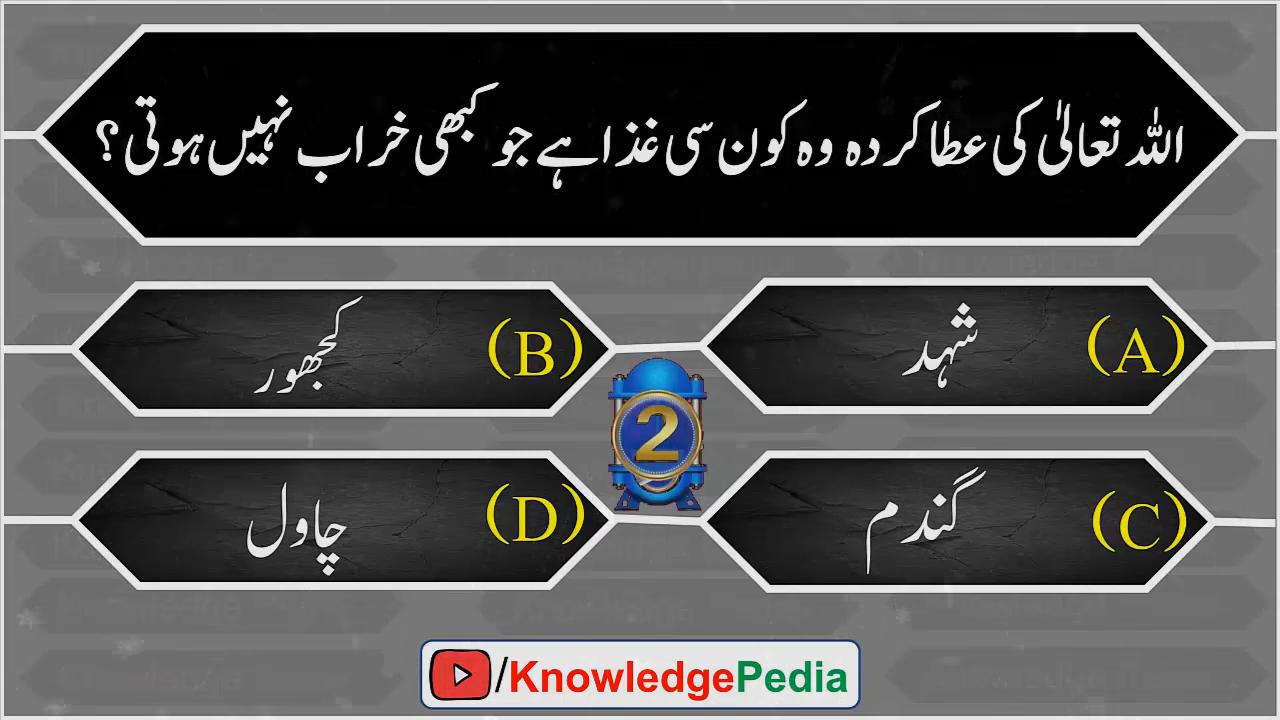 اللہ تعالیٰ کی عطا کردہ وہ کون سی غذا ہے جو کبھی خراب نہیں ہوتی؟
(A) شہد
(B) کھجور
(C) گندم
(D) چاول
2
/KnowledgePedia